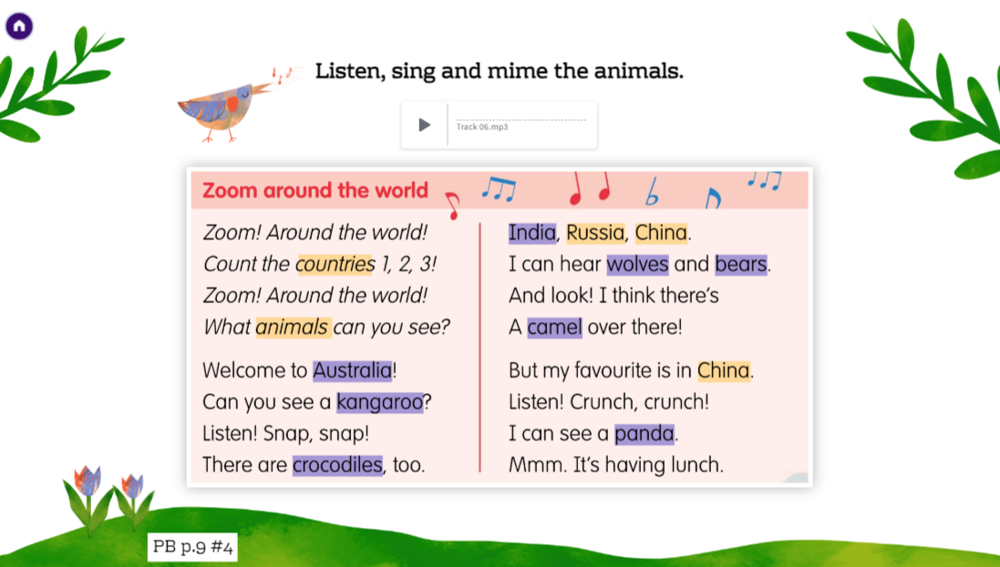 Listen, sing and mime the animals.
Track 06.mp3
Zoom around the world
Zoom! Around the world!
Count the countries 1, 2, 3!
Zoom! Around the world!
What animals can you see?
Welcome to Australia!
Can you see a kangaroo?
Listen! Snap, snap!
There are crocodiles, too.
India, Russia, China.
I can hear wolves and bears.
And look! I think there's
A camel over there!
But my favourite is in China.
Listen! Crunch, crunch!
I can see a panda.
Mmm. It's having lunch.
PB p.9 #4